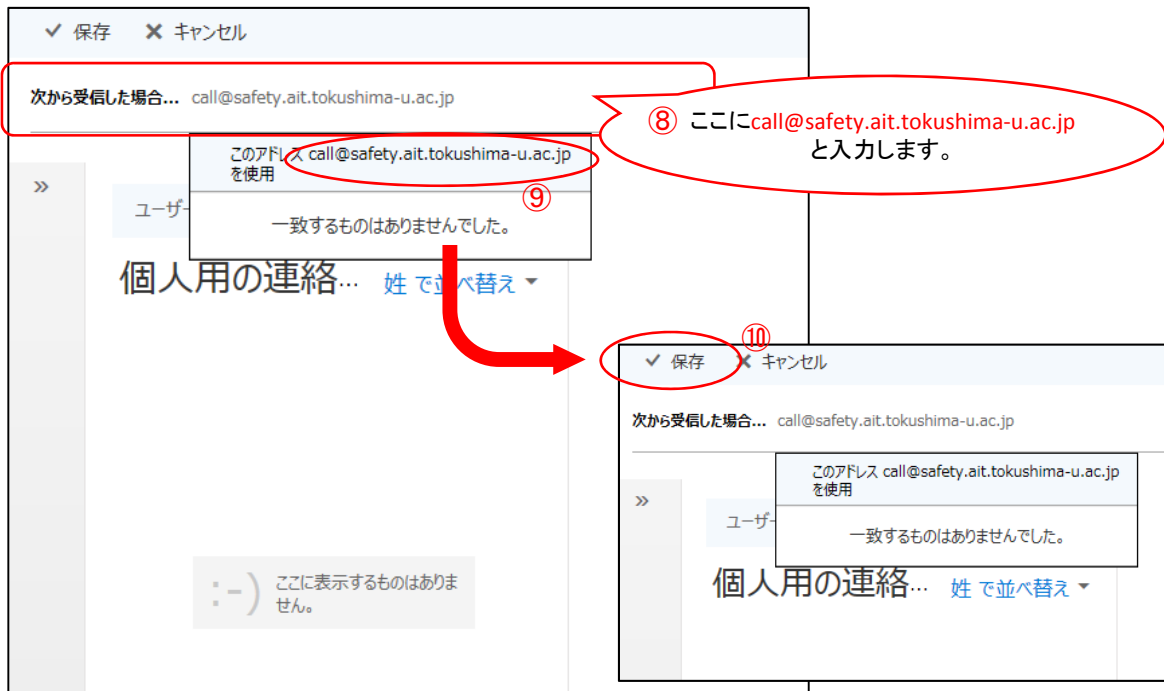 保存 キャンセル
次から受信した場合... call@safety.ait.tokushima-u.ac.jp
⑧ ここにcall@safety.ait.tokushima-u.ac.jp
と入力します。
このアドレス call@safety.ait.tokushima-u.ac.jp
を使用
⑨
»
ユーザー
一致するものはありませんでした。
個人用の連絡... 姓 で並べ替え
:-) ここに表示するものはありま
せん。
⑩
保存 キャンセル
次から受信した場合... call@safety.ait.tokushima-u.ac.jp
このアドレス call@safety.ait.tokushima-u.ac.jp
を使用
»
ユーザー
一致するものはありませんでした。
個人用の連絡... 姓 で並べ替え